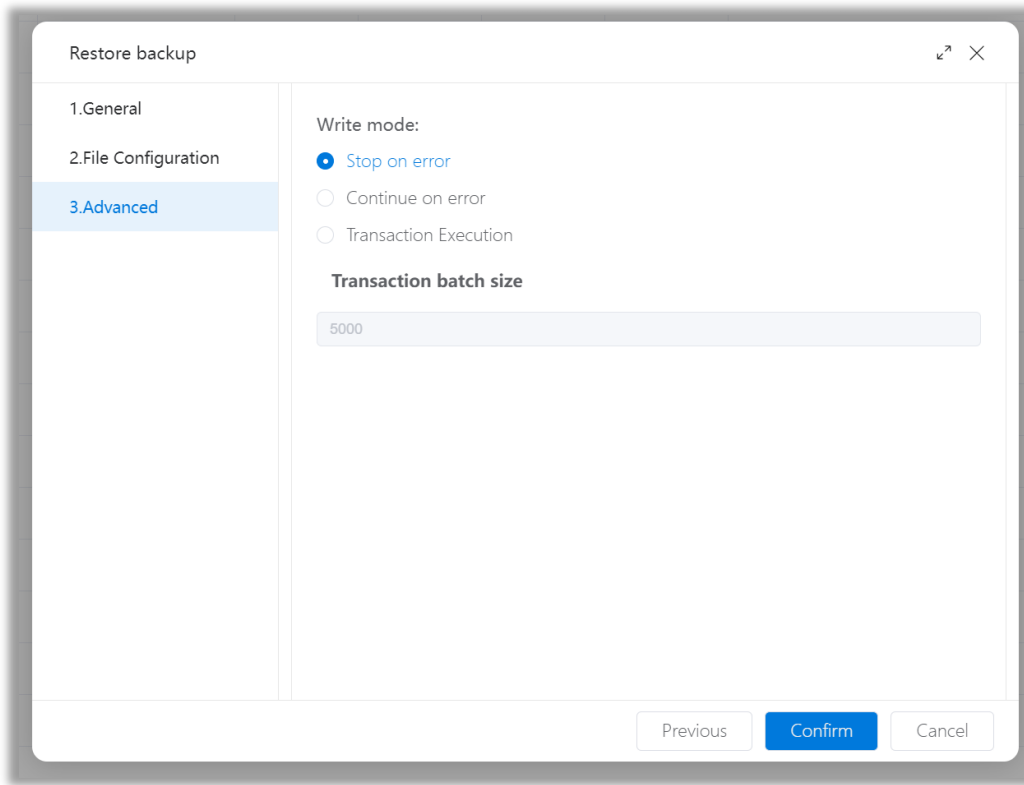 Restore backup
1.General
2.File Configuration
3.Advanced
Write mode:
Stop on error
Continue on error
Transaction Execution
Transaction batch size
5000
Previous
Confirm
Cancel